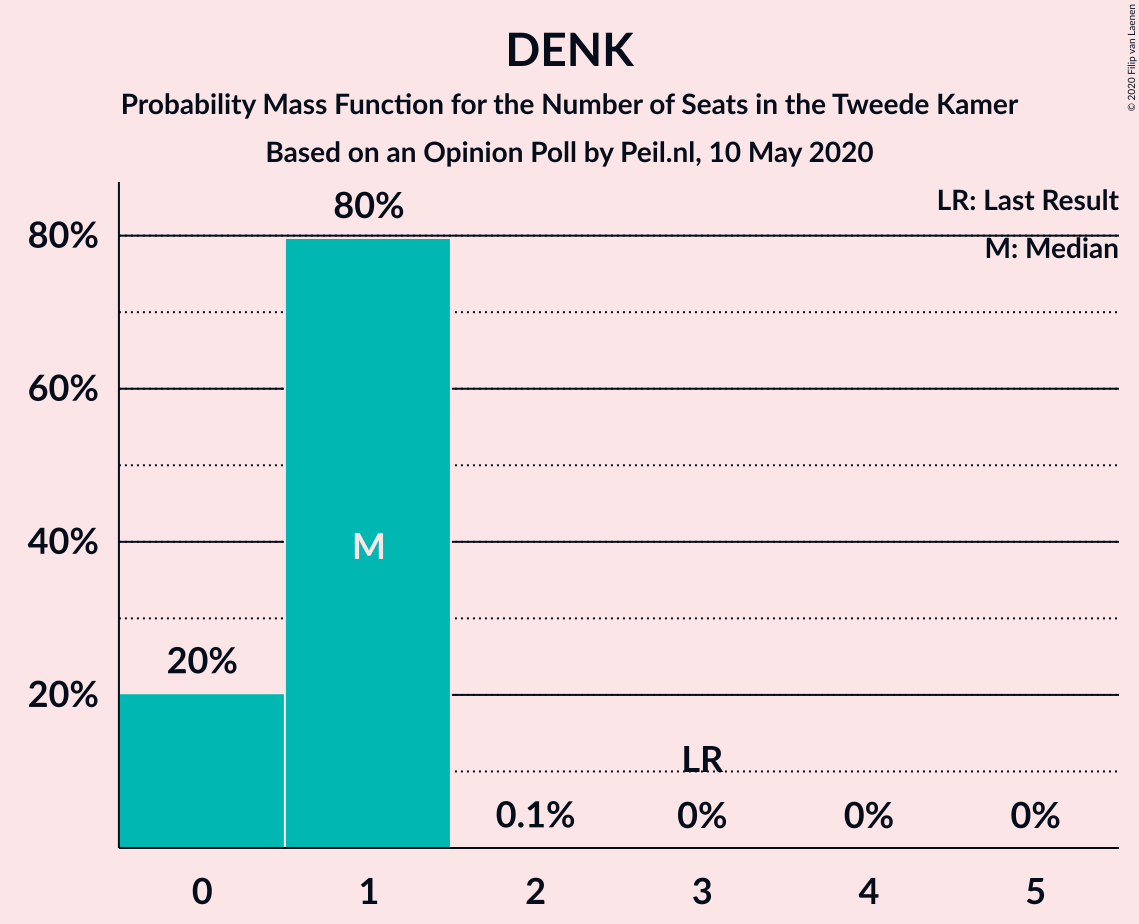 DENK
Probability Mass Function for the Number of Seats in the Tweede Kamer
Based on an Opinion Poll by Peil.nl, 10 May 2020
© 2020 Filip van Laenen
LR: Last Result
M: Median
80%
60%
40%
20%
20%
80%
M
0.1%
LR
0%
0%
0%
0 1 2 3 4 5